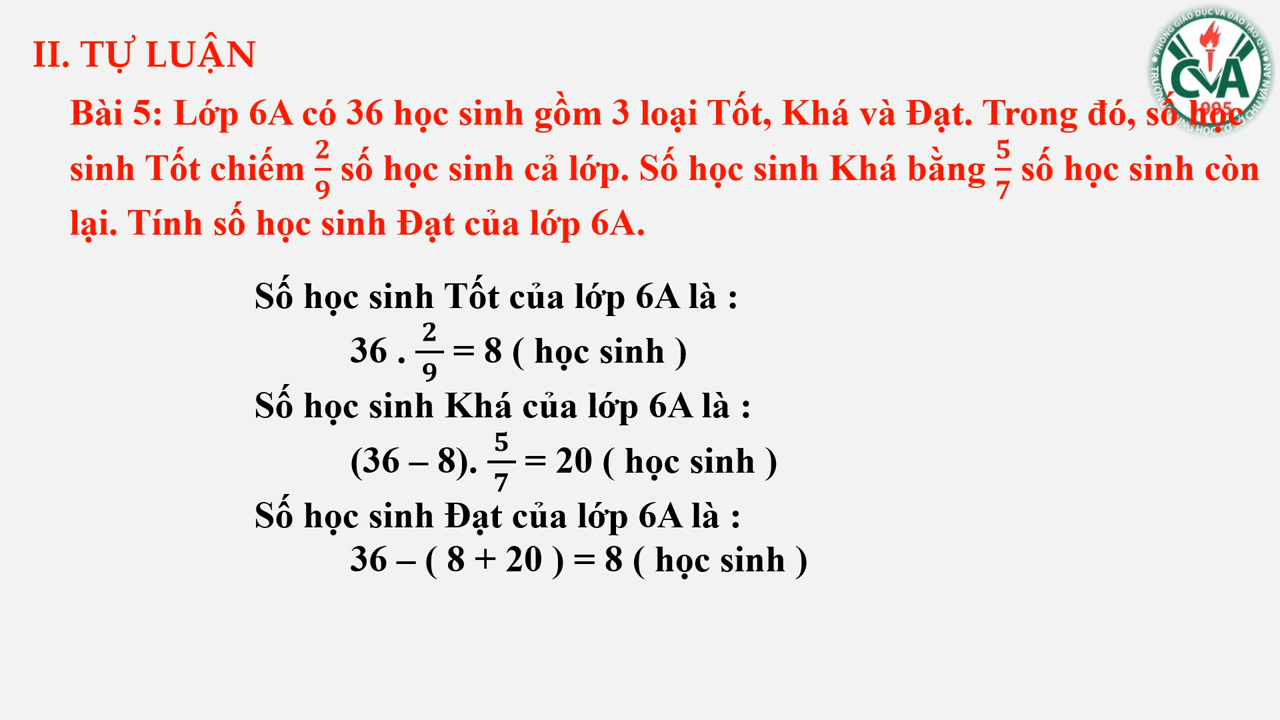 II. TỰ LUẬN
Bài 5: Lớp 6A có 36 học sinh gồm 3 loại Tốt, Khá và Đạt. Trong đó, số học
sinh Tốt chiếm 2/9 số học sinh cả lớp. Số học sinh Khá bằng 5/7 số học sinh còn
lại. Tính số học sinh Đạt của lớp 6A.
Số học sinh Tốt của lớp 6A là :
36 . 2/9 = 8 ( học sinh )
Số học sinh Khá của lớp 6A là :
(36 – 8). 5/7 = 20 ( học sinh )
Số học sinh Đạt của lớp 6A là :
36 – ( 8 + 20 ) = 8 ( học sinh )
CVA